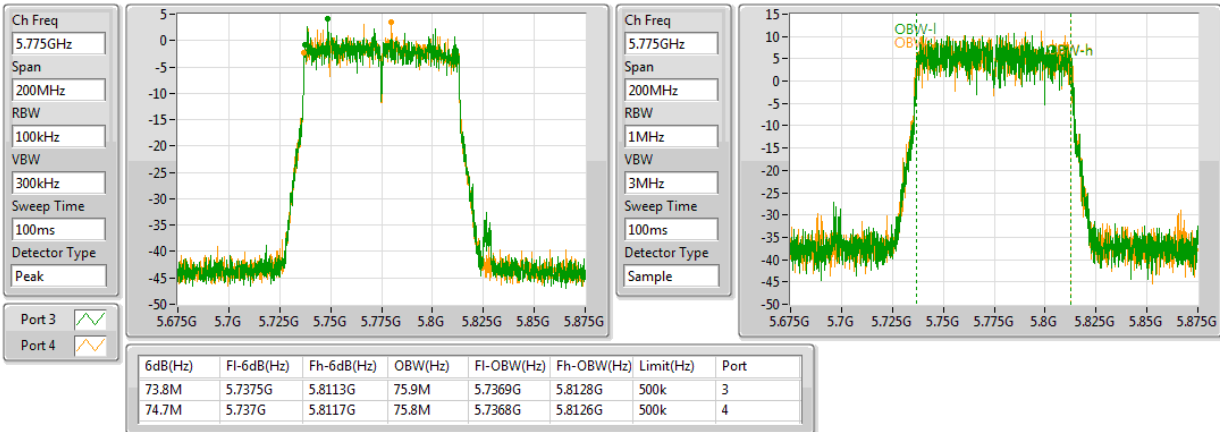 Ch Freq
5.775GHz
Span
200MHz
RBW
100kHz
VBW
300kHz
Sweep Time
100ms
Detector Type
Peak
Port 3
Port 4
5
0
-5
-10
-15
-20
-25
-30
-35
-40
-45
-50
5.675G 5.7G 5.725G 5.75G 5.775G 5.8G 5.825G 5.85G 5.875G
Ch Freq
5.775GHz
Span
200MHz
RBW
1MHz
VBW
3MHz
Sweep Time
100ms
Detector Type
Sample
15
10
5
0
-5
-10
-15
-20
-25
-30
-35
-40
-45
-50
OBW-l
5.675G 5.7G 5.725G 5.75G 5.775G 5.8G 5.825G 5.85G 5.875G
6dB(Hz) Fl-6dB(Hz) Fh-6dB(Hz) OBW(Hz) Fl-OBW(Hz) Fh-OBW(Hz) Limit(Hz) Port
73.8M 5.7375G 5.8113G 75.9M 5.7369G 5.8128G 500k 3
74.7M 5.737G 5.8117G 75.8M 5.7368G 5.8126G 500k 4